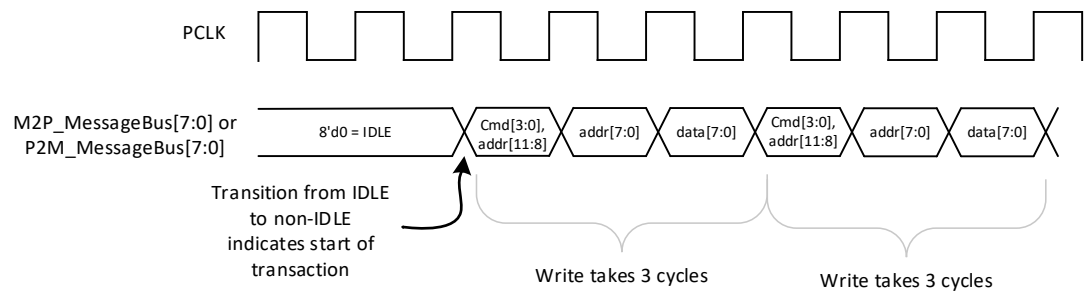 PCLK
M2P_MessageBus[7:0] or
P2M_MessageBus[7:0]
8'd0 = IDLE
Cmd[3:0],
addr[11:8]
addr[7:0]
data[7:0]
Cmd[3:0],
addr[11:8]
addr[7:0]
data[7:0]
Transition from IDLE
to non-IDLE
indicates start of
transaction
Write takes 3 cycles
Write takes 3 cycles